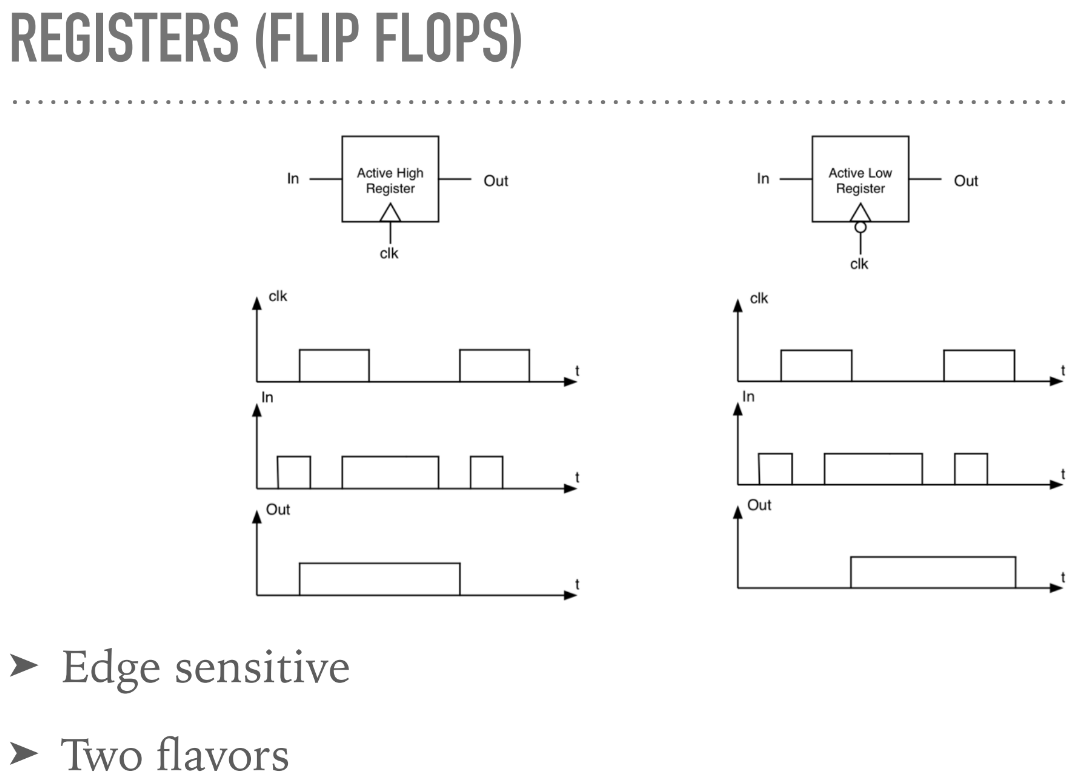 REGISTERS (FLIP FLOPS)
In
Active High
Register
Out
clk
In
Active Low
Register
Out
clk
clk
t
In
t
Out
t
clk
t
In
t
Out
t
➤ Edge sensitive
➤ Two flavors